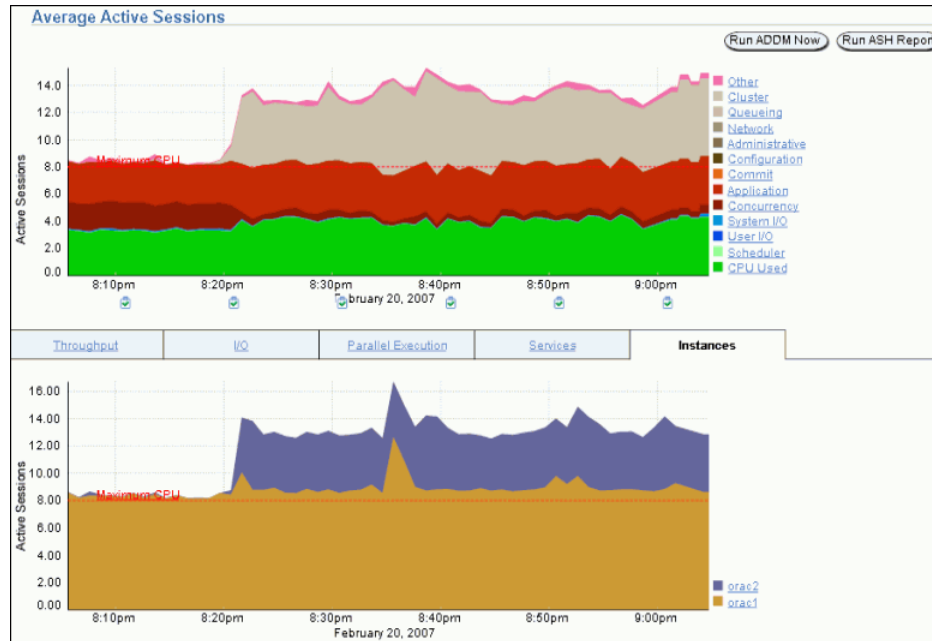 Average Active Sessions
Run ADDM Now
Run ASH Repor
14.0
12.0
10.0
8.0
6.0
4.0
2.0
0.0
Active Sessions
Maximum CPU
8:10pm 8:20pm 8:30pm 8:40pm 8:50pm 9:00pm
February 20, 2007
Other
Cluster
Queueing
Network
Administrative
Configuration
Commit
Application
Concurrency
System I/O
User I/O
Scheduler
CPU Used
Throughput I/O Parallel Execution Services Instances
16.00
14.00
12.00
10.00
8.00
6.00
4.00
2.00
0.00
Active Sessions
Maximum CPU
8:10pm 8:20pm 8:30pm 8:40pm 8:50pm 9:00pm
February 20, 2007
orac2
orac1